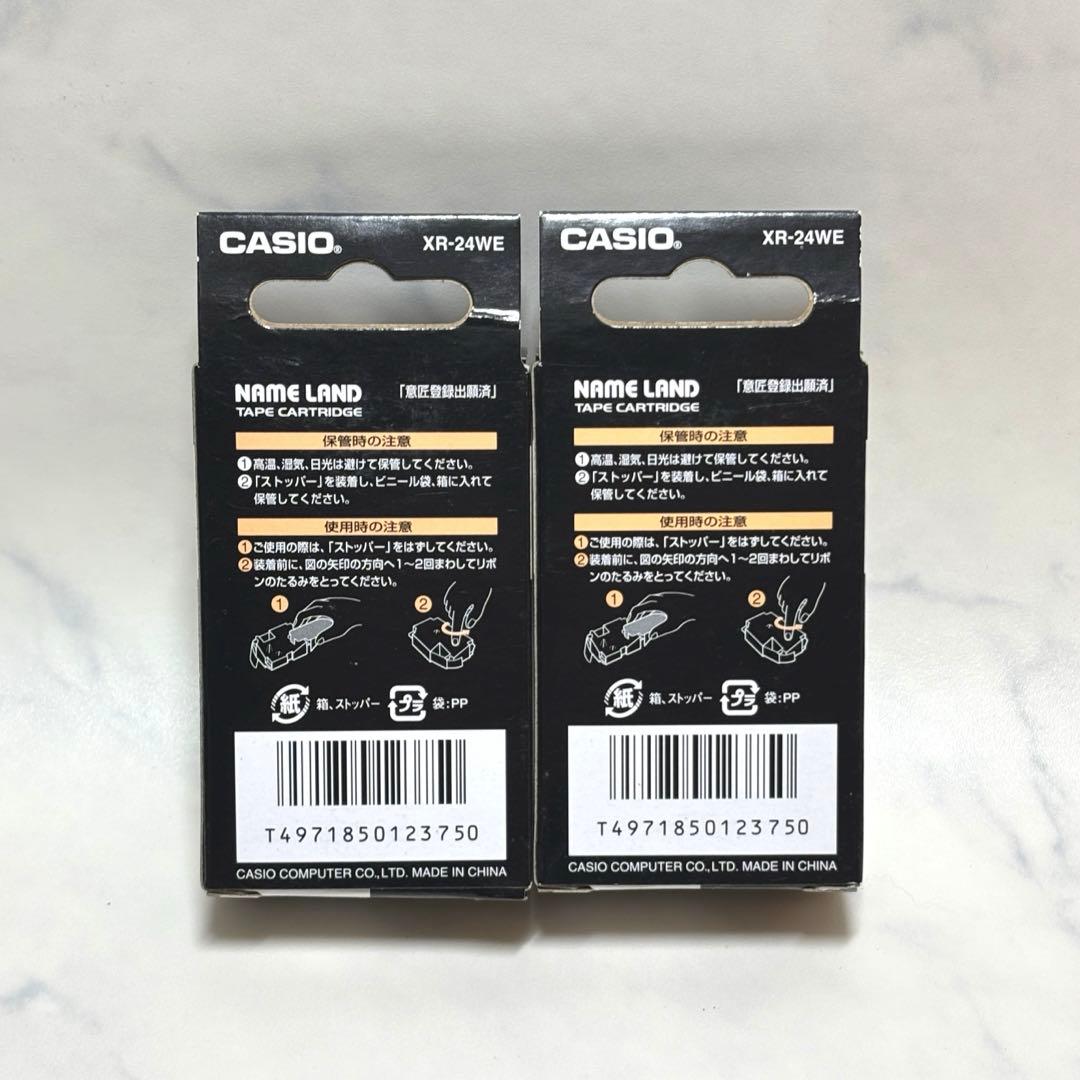 CASIO® XR-24WE
NAME LAND 「意匠登録出願済」
TAPE CARTRIDGE
保管時の注意
①高温、湿気、日光は避けて保管してください。
②「ストッパー」を装着し、ビニール袋、箱に入れて
保管してください。
使用時の注意
①ご使用の際は、「ストッパー」をはずしてください。
②装着前に、図の矢印の方向へ1〜2回まわしてリボ
ンのたるみをとってください。
① ②
紙 箱、ストッパー プラ 袋:PP
T4971850123750
CASIO COMPUTER CO.,LTD. MADE IN CHINA
CASIO® XR-24WE
NAME LAND 「意匠登録出願済」
TAPE CARTRIDGE
保管時の注意
①高温、湿気、日光は避けて保管してください。
②「ストッパー」を装着し、ビニール袋、箱に入れて
保管してください。
使用時の注意
①ご使用の際は、「ストッパー」をはずしてください。
②装着前に、図の矢印の方向へ1〜2回まわしてリボ
ンのたるみをとってください。
① ②
紙 箱、ストッパー プラ 袋:PP
T4971850123750
CASIO COMPUTER CO.,LTD. MADE IN CHINA